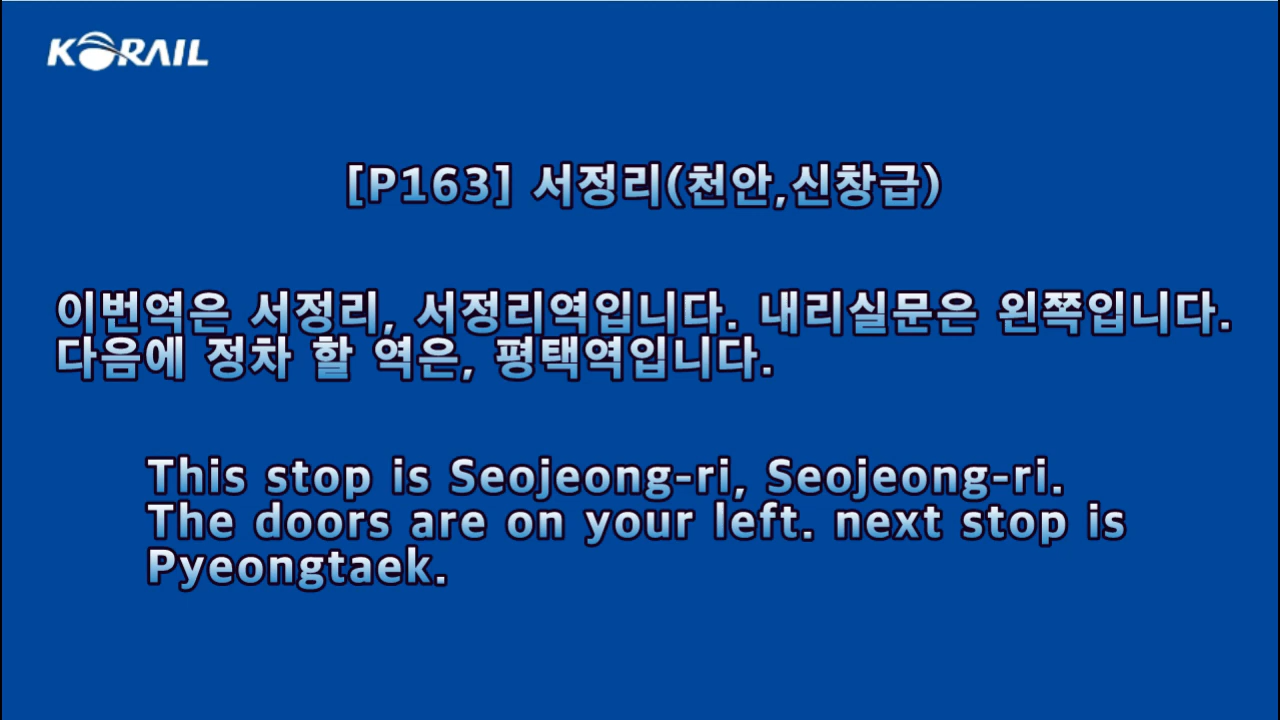 KORAIL
[P163] 서정리(천안,신창급)
이번역은 서정리, 서정리역입니다. 내리실문은 왼쪽입니다.
다음에 정차 할 역은, 평택역입니다.
This stop is Seojeong-ri, Seojeong-ri.
The doors are on your left. next stop is
Pyeongtaek.